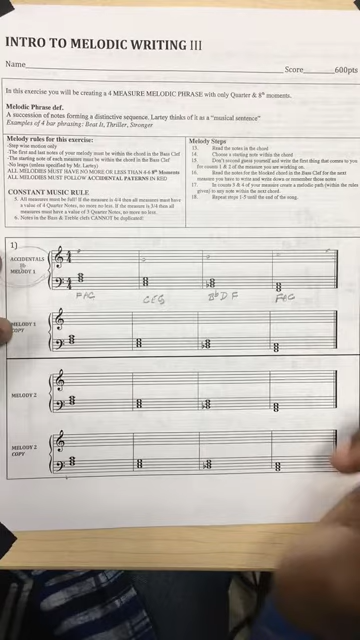 INTRO TO MELODIC WRITING III
Name
Score 600pts
In this exercise you will be creating a 4 MEASURE MELODIC PHRASE with only Quarter & 8th moments.
Melodic Phrase def.
A succession of notes forming a distinctive sequence. Lartey thinks of it as "musical sentence"
Examples of 4 bar phrasing: Beat It, Thriller, Stronger
Melody rules for this exercise:
-Step wise motion only
-The first and last notes of your melody must be within the chord in the Bass Clef
-The starting note of each measure must be within the chord in the Bass Clef
-No leaps (unless specified by Mr. Lartey)
ALL MELODIES MUST HAVE NO MORE OR LESS THAN 4-6 8th Moments
ALL MELODIES MUST FOLLOW ACCIDENTAL PATERNS IN RED
CONSTANT MUSIC RULE
5. All measures must be full! If the measure is 4/4 then all measures must have
a value of 4 Quarter Notes, no more no less. If the measure is 3/4 then all
measures must have a value of 3 Quarter Notes, no more no less.
6. Notes in the Bass & Treble clefs CANNOT be duplicated!
Melody Steps
13. Read the notes in the chord
14. Choose a starting note within the chord
15. Don't second guess yourself and write the first thing that comes to you
for counts 1 & 2 of the measure you are working on.
16. Read the notes for the blocked chord in the Bass Clef for the next
measure you have to write and write down or remember those notes
17. In counts 3 & 4 of your measure create a melodic path (within the rules
given) to any note within the next chord.
18. Repeat steps 1-5 until the end of the song.
1)
ACCIDENTALS
MELODY 1
FAC CEG BbDF FAC
MELODY 1
COPY
MELODY 2
MELODY 2
COPY